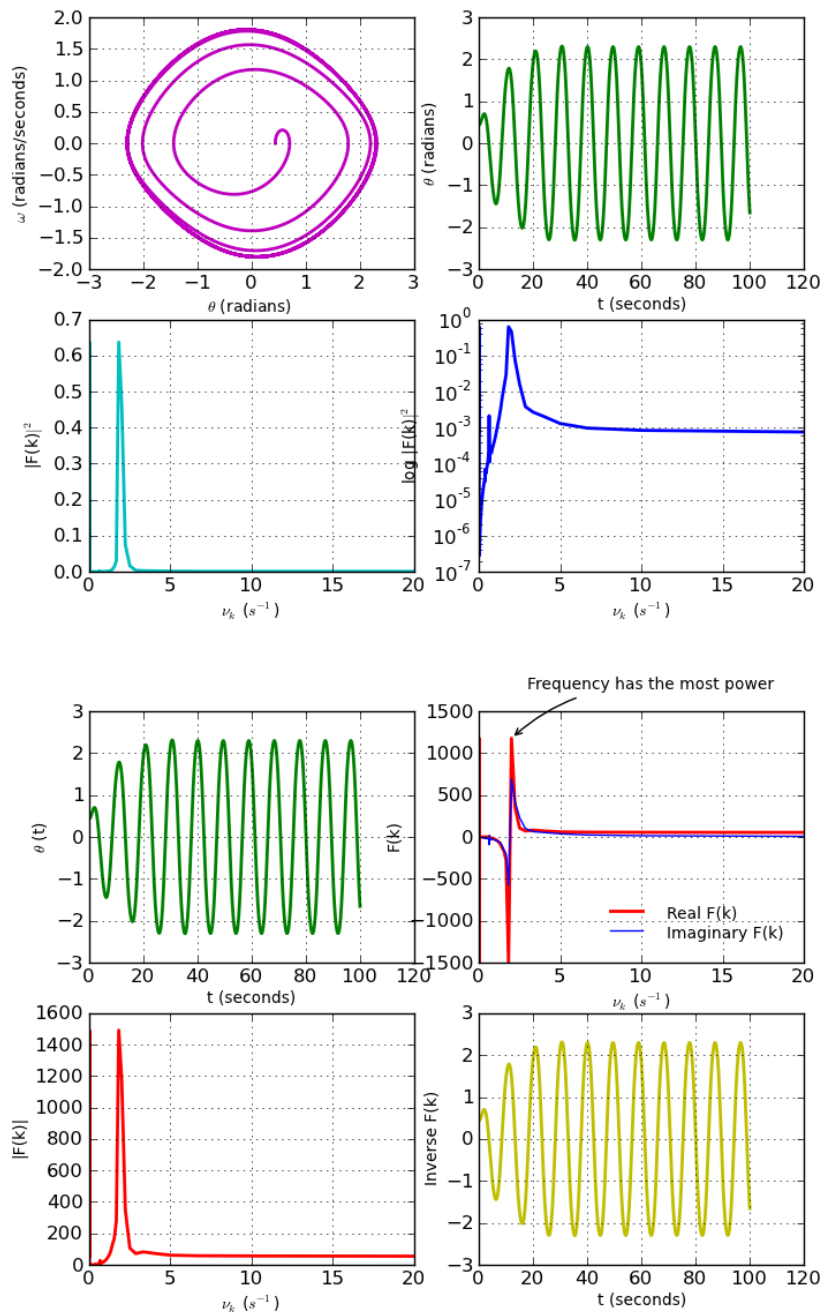 2.0
1.5
1.0
0.5
0.0
−0.5
−1.0
−1.5
−2.0
ω (radians/seconds)
−3 −2 −1 0 1 2 3
θ (radians)
3
2
1
0
−1
−2
−3
θ (radians)
0 20 40 60 80 100 120
t (seconds)
0.7
0.6
0.5
0.4
0.3
0.2
0.1
0.0
|F(k)|²
0 5 10 15 20
νₖ (s⁻¹)
10⁰
10⁻¹
10⁻²
10⁻³
10⁻⁴
10⁻⁵
10⁻⁶
10⁻⁷
log |F(k)|²
0 5 10 15 20
νₖ (s⁻¹)
3
2
1
0
−1
−2
−3
θ (t)
0 20 40 60 80 100 120
t (seconds)
Frequency has the most power
1500
1000
500
0
−500
−1000
−1500
F(k)
Real F(k)
Imaginary F(k)
0 5 10 15 20
νₖ (s⁻¹)
1600
1400
1200
1000
800
600
400
200
0
|F(k)|
0 5 10 15 20
νₖ (s⁻¹)
3
2
1
0
−1
−2
−3
Inverse F(k)
0 20 40 60 80 100 120
t (seconds)